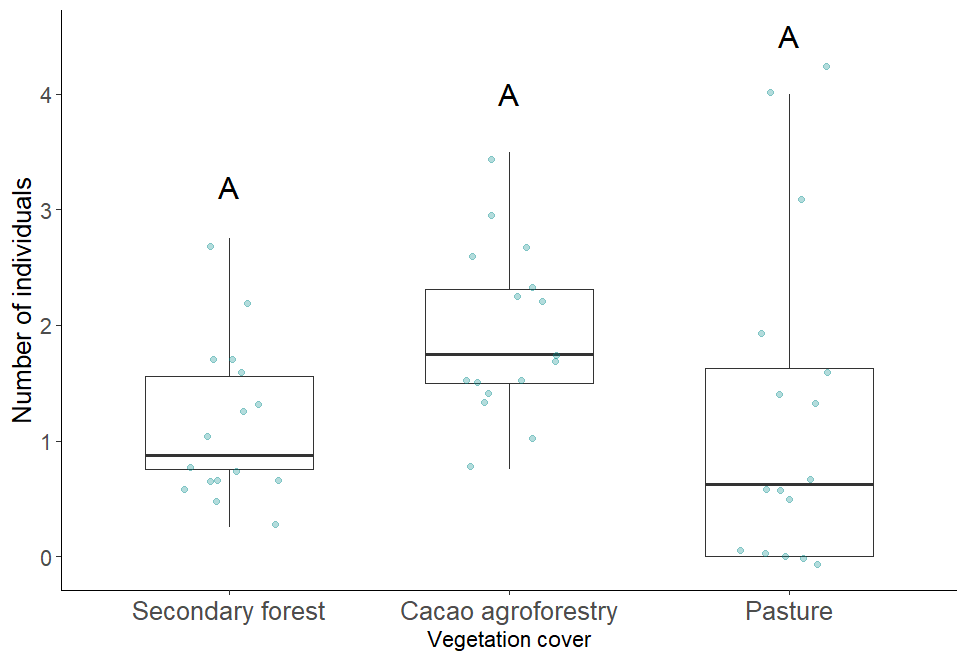 A
A
A
4
3
2
1
0
Number of individuals
Secondary forest
Cacao agroforestry
Pasture
Vegetation cover